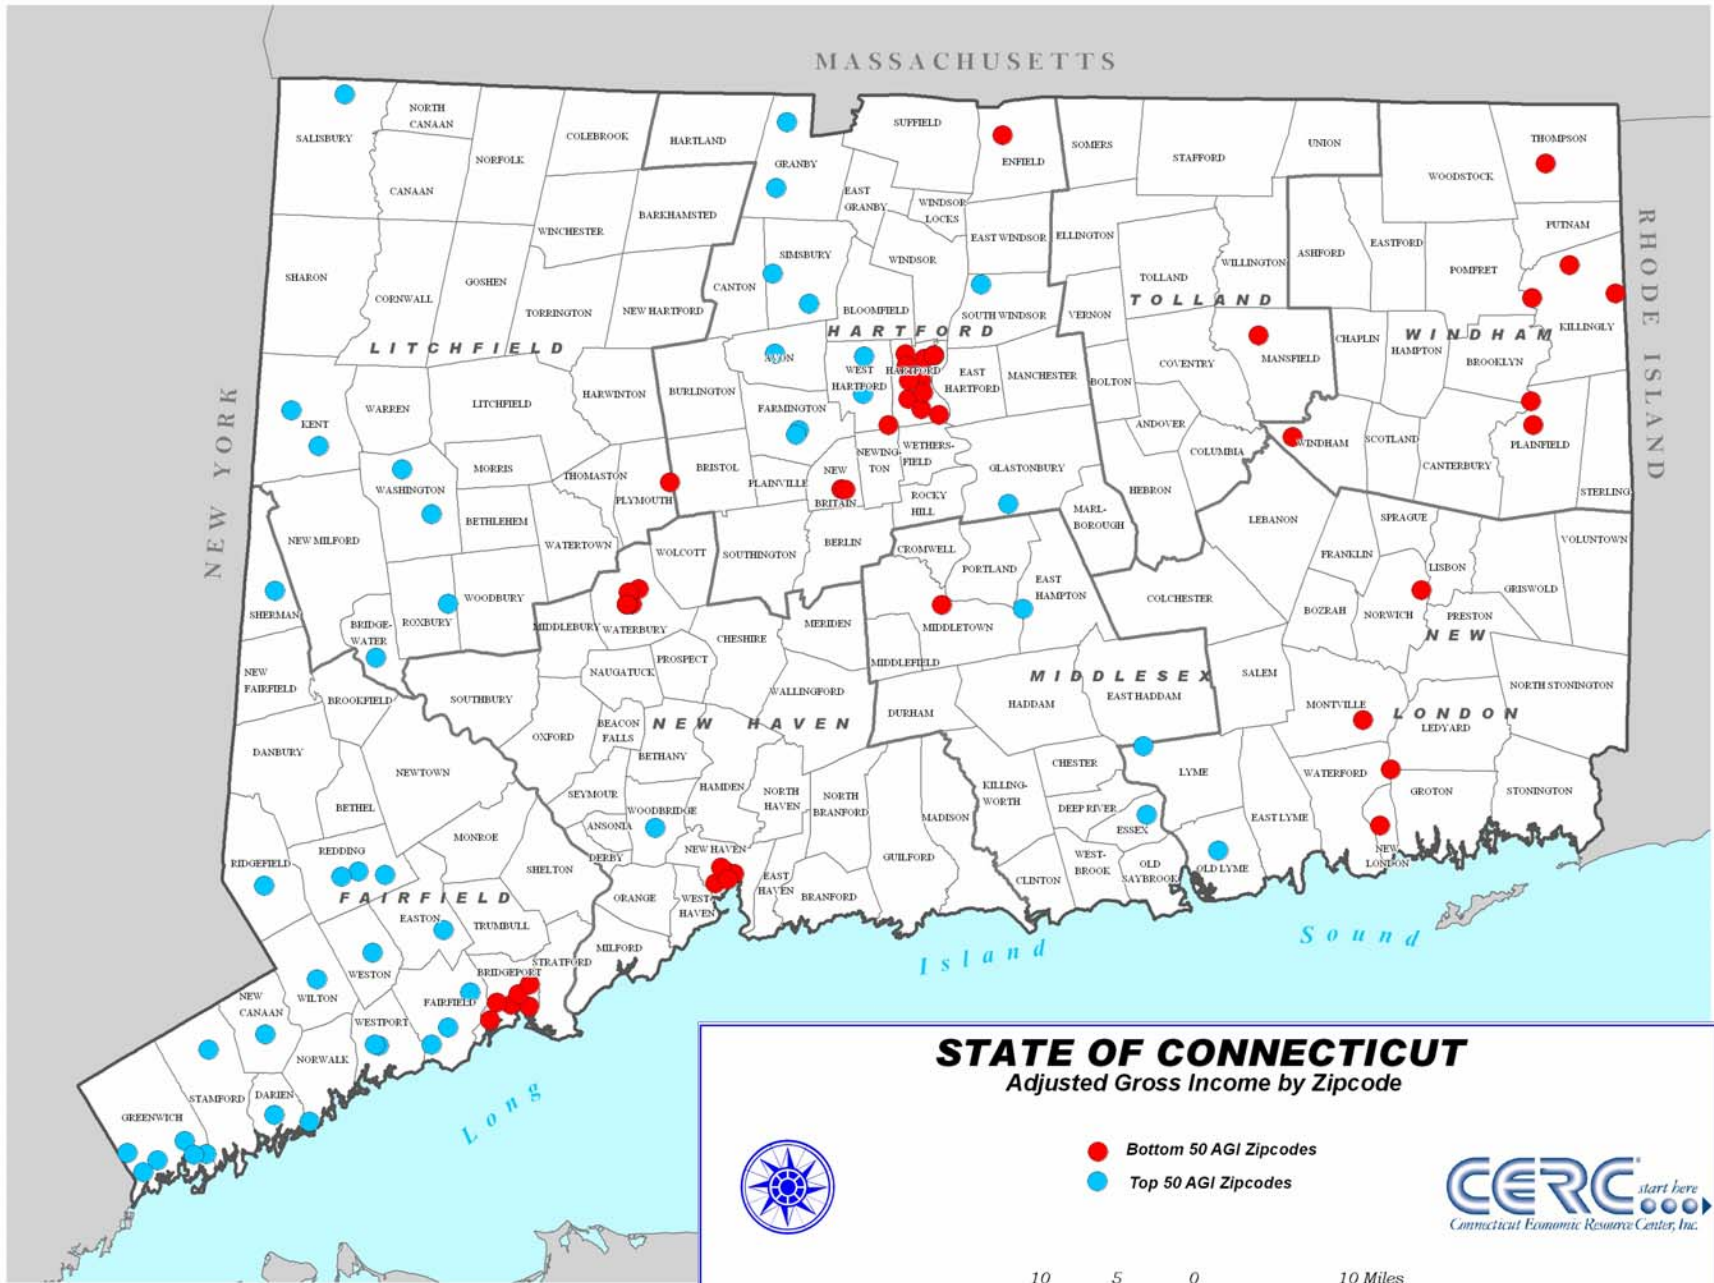 MASSACHUSETTS
NORTH
CANAAN
SALISBURY
COLEBROOK
HARTLAND
SUFFIELD
ENFIELD
SOMERS
STAFFORD
UNION
THOMPSON
NORFOLK
GRANBY
WOODSTOCK
CANAAN
EAST
GRANBY
WINDSOR
LOCKS
BARKHAMSTED
WINCHESTER
EAST WINDSOR
ELLINGTON
PUTNAM
RHODE ISLAND
SHARON
GOSHEN
CORNWALL
TORRINGTON
NEW HARTFORD
CANTON
SIMSBURY
WINDSOR
TOLLAND
WILLINGTON
ASHFORD
EASTFORD
POMFRET
BLOOMFIELD
SOUTH WINDSOR
VERNON
TOLLAND
LITCHFIELD
HARTFORD
WINDHAM
KILLINGLY
CHAPLIN
HAMPTON
BROOKLYN
AVON
WEST
HARTFORD
HARTFORD
EAST
HARTFORD
MANCHESTER
BOLTON
COVENTRY
MANSFIELD
NEW YORK
KENT
WARREN
LITCHFIELD
HARWINTON
BURLINGTON
FARMINGTON
ANDOVER
COLUMBIA
WINDHAM
SCOTLAND
CANTERBURY
PLAINFIELD
STERLING
WASHINGTON
MORRIS
THOMASTON
PLYMOUTH
BRISTOL
PLAINVILLE
NEW
BRITAIN
NEWING-
TON
WETHERS-
FIELD
ROCKY
HILL
GLASTONBURY
HEBRON
MARL-
BOROUGH
NEW MILFORD
BETHLEHEM
WATERTOWN
WOLCOTT
SOUTHINGTON
BERLIN
CROMWELL
PORTLAND
EAST
HAMPTON
LEBANON
SPRAGUE
FRANKLIN
LISBON
VOLUNTOWN
GRISWOLD
SHERMAN
BRIDGE-
WATER
ROXBURY
WOODBURY
MIDDLEBURY
WATERBURY
CHESHIRE
MERIDEN
MIDDLETOWN
COLCHESTER
BOZRAH
NORWICH
PRESTON
NEW
FAIRFIELD
BROOKFIELD
SOUTHBURY
NAUGATUCK
PROSPECT
WALLINGFORD
MIDDLEFIELD
DURHAM
HADDAM
MIDDLESEX
EAST HADDAM
SALEM
MONTVILLE
NEW
LONDON
LEDYARD
NORTH STONINGTON
DANBURY
NEWTOWN
OXFORD
BEACON
FALLS
NEW HAVEN
BETHANY
SEYMOUR
HAMDEN
NORTH
HAVEN
NORTH
BRANFORD
KILLING-
WORTH
CHESTER
LYME
WATERFORD
GROTON
STONINGTON
BETHEL
MONROE
ANSONIA
WOODBRIDGE
MADISON
DEEP RIVER
ESSEX
EAST LYME
RIDGEFIELD
REDDING
SHELTON
DERBY
NEW HAVEN
EAST
HAVEN
GUILFORD
CLINTON
WEST-
BROOK
OLD
SAYBROOK
OLD LYME
NEW
LONDON
FAIRFIELD
EASTON
TRUMBULL
ORANGE
WEST
HAVEN
BRANFORD
WESTON
WILTON
BRIDGEPORT
STRATFORD
MILFORD
NEW
CANAAN
WESTPORT
FAIRFIELD
NORWALK
STAMFORD
DARIEN
GREENWICH
Long Island Sound
STATE OF CONNECTICUT
Adjusted Gross Income by Zipcode
Bottom 50 AGI Zipcodes
Top 50 AGI Zipcodes
CERC start here
Connecticut Economic Resource Center, Inc.
10 5 0 10 Miles